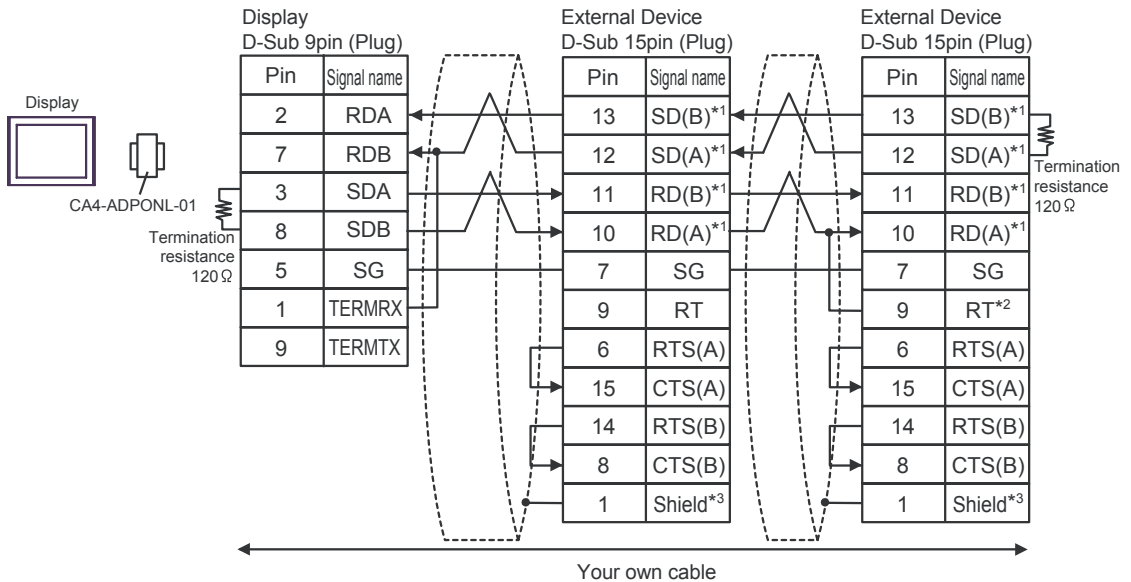 Display
D-Sub 9pin (Plug)
External Device
D-Sub 15pin (Plug)
External Device
D-Sub 15pin (Plug)
Display
CA4-ADPONL-01
Termination
resistance
120Ω
Pin Signal name
2 RDA
7 RDB
3 SDA
8 SDB
5 SG
1 TERMRX
9 TERMTX
Pin Signal name
13 SD(B)*1
12 SD(A)*1
11 RD(B)*1
10 RD(A)*1
7 SG
9 RT
6 RTS(A)
15 CTS(A)
14 RTS(B)
8 CTS(B)
1 Shield*3
Pin Signal name
13 SD(B)*1
12 SD(A)*1
11 RD(B)*1
10 RD(A)*1
7 SG
9 RT*2
6 RTS(A)
15 CTS(A)
14 RTS(B)
8 CTS(B)
1 Shield*3
Termination
resistance
120Ω
Your own cable